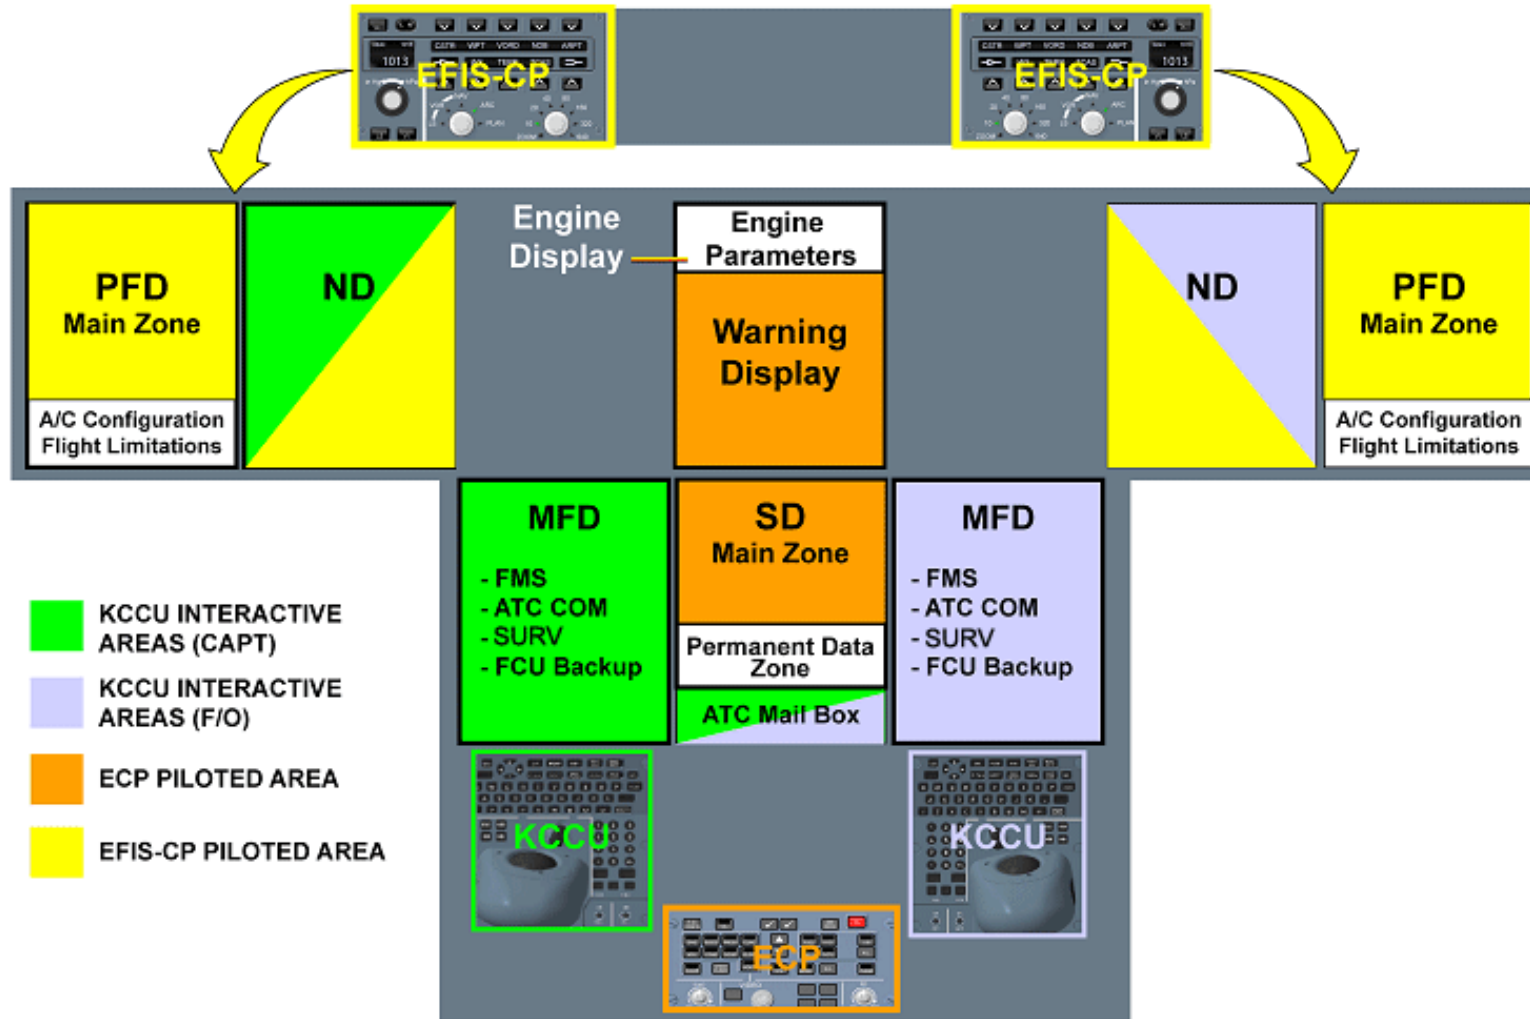 EFIS-CP
EFIS-CP
1013
1013
PFD
Main Zone
A/C Configuration
Flight Limitations
ND
Engine
Display
Engine
Parameters
Warning
Display
ND
PFD
Main Zone
A/C Configuration
Flight Limitations
MFD
- FMS
- ATC COM
- SURV
- FCU Backup
SD
Main Zone
Permanent Data
Zone
ATC Mail Box
MFD
- FMS
- ATC COM
- SURV
- FCU Backup
KCCU INTERACTIVE
AREAS (CAPT)
KCCU INTERACTIVE
AREAS (F/O)
ECP PILOTED AREA
EFIS-CP PILOTED AREA
KCCU
KCCU
ECP